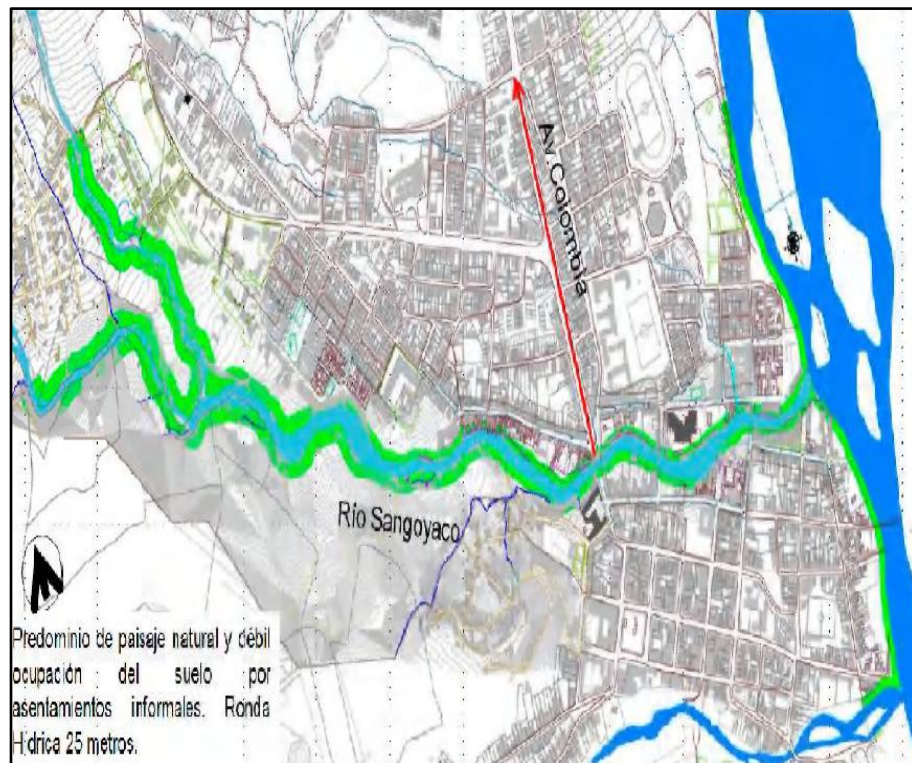 Av. Colombia
Río Sangoyaco
Predominio de paisaje natural y débil
ocupación del suelo por
asentamientos informales. Ronda
Hídrica 25 metros.